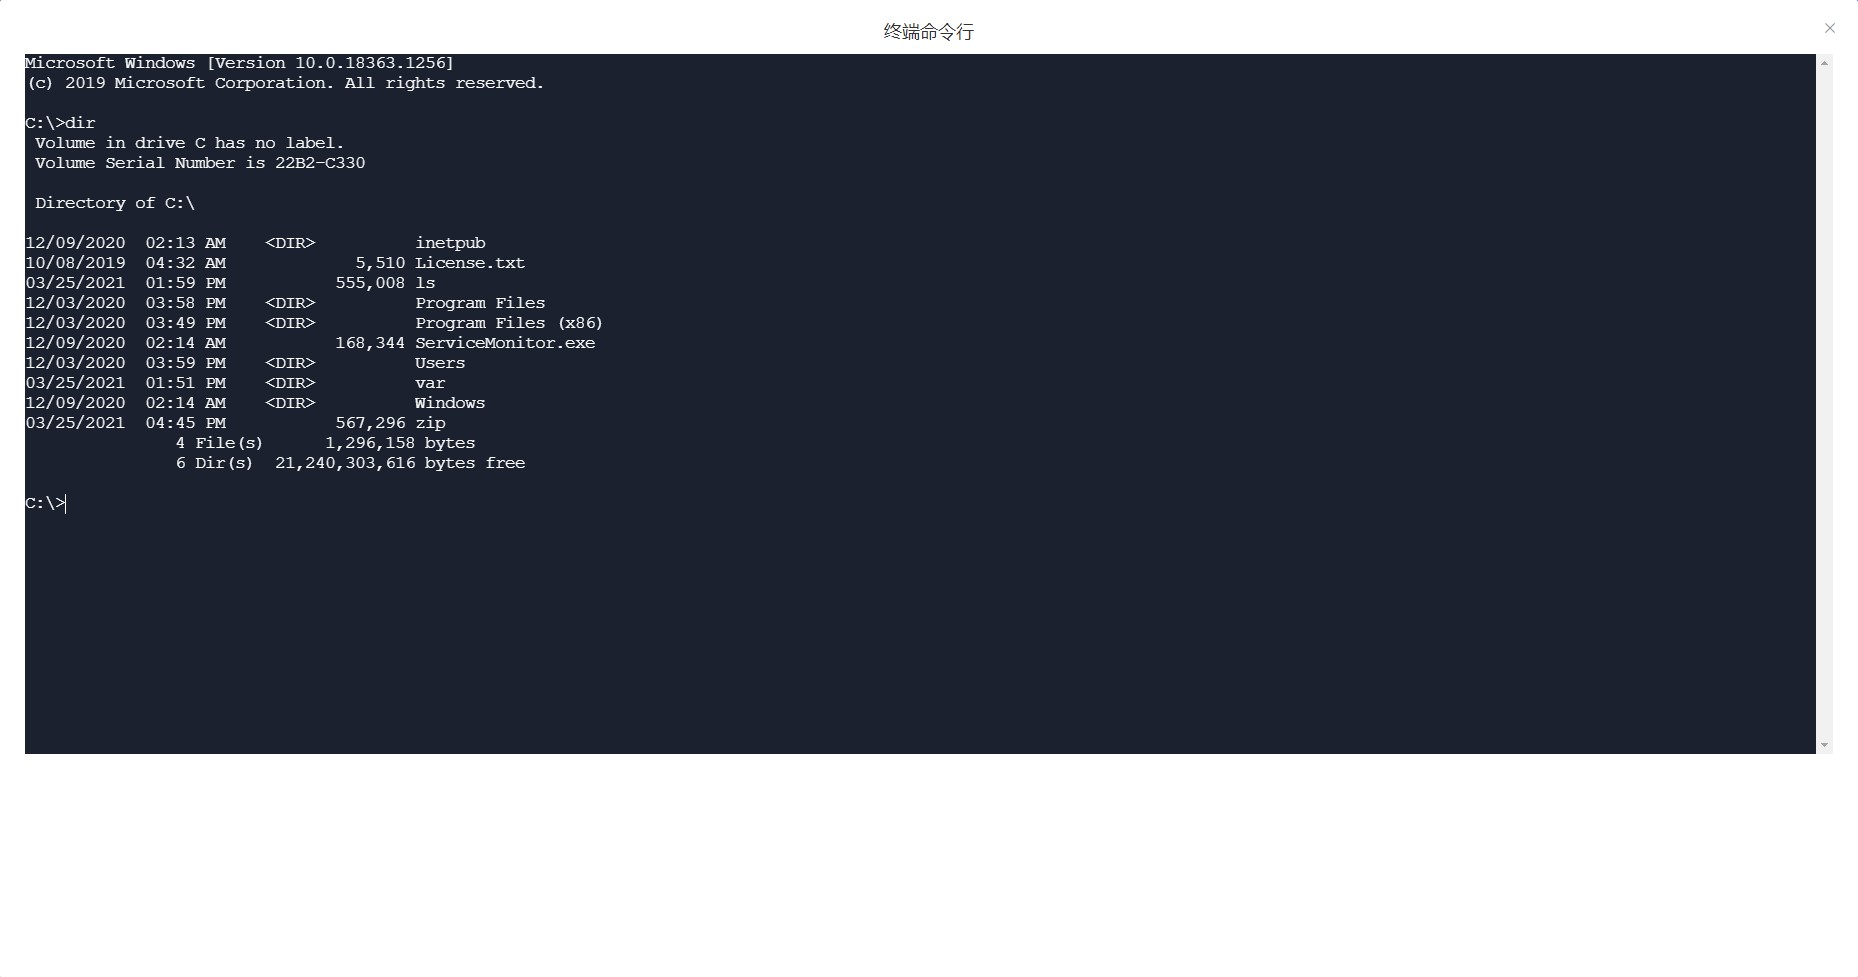 终端命令行
Microsoft Windows [Version 10.0.18363.1256]
(c) 2019 Microsoft Corporation. All rights reserved.
C:\>dir
Volume in drive C has no label.
Volume Serial Number is 22B2-C330
Directory of C:\
12/09/2020  02:13 AM    <DIR>          inetpub
10/08/2019  04:32 AM             5,510 License.txt
03/25/2021  01:59 PM           555,008 ls
12/03/2020  03:58 PM    <DIR>          Program Files
12/03/2020  03:49 PM    <DIR>          Program Files (x86)
12/09/2020  02:14 AM           168,344 ServiceMonitor.exe
12/03/2020  03:59 PM    <DIR>          Users
03/25/2021  01:51 PM    <DIR>          var
12/09/2020  02:14 AM    <DIR>          Windows
03/25/2021  04:45 PM           567,296 zip
4 File(s)      1,296,158 bytes
6 Dir(s)  21,240,303,616 bytes free
C:\>